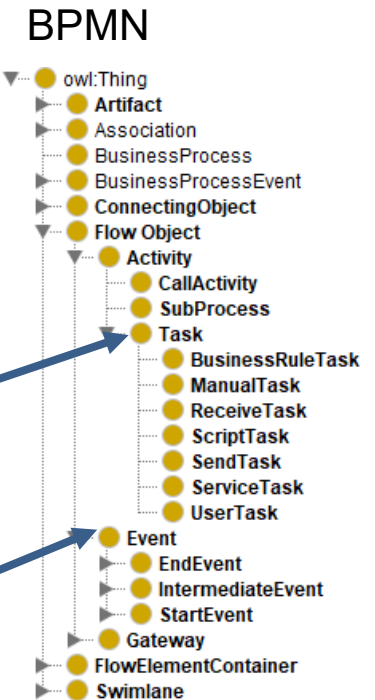 BPMN
owl:Thing
Artifact
Association
BusinessProcess
BusinessProcessEvent
ConnectingObject
Flow Object
Activity
CallActivity
SubProcess
Task
BusinessRuleTask
ManualTask
ReceiveTask
ScriptTask
SendTask
ServiceTask
UserTask
Event
EndEvent
IntermediateEvent
StartEvent
Gateway
FlowElementContainer
Swimlane